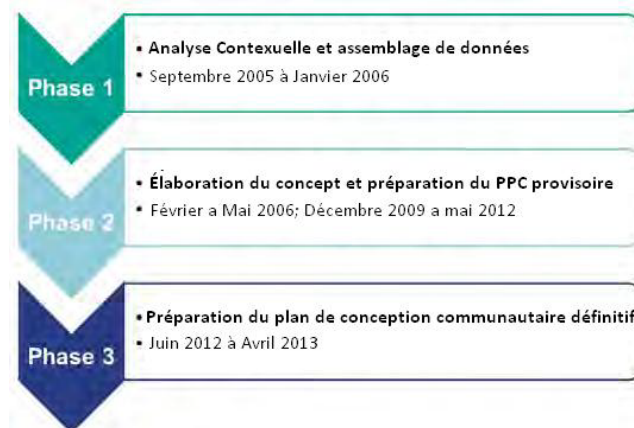 Phase 1
• Analyse Contexuelle et assemblage de données
• Septembre 2005 à Janvier 2006
Phase 2
• Élaboration du concept et préparation du PPC provisoire
• Février a Mai 2006; Décembre 2009 a mai 2012
Phase 3
• Préparation du plan de conception communautaire définitif
• Juin 2012 à Avril 2013